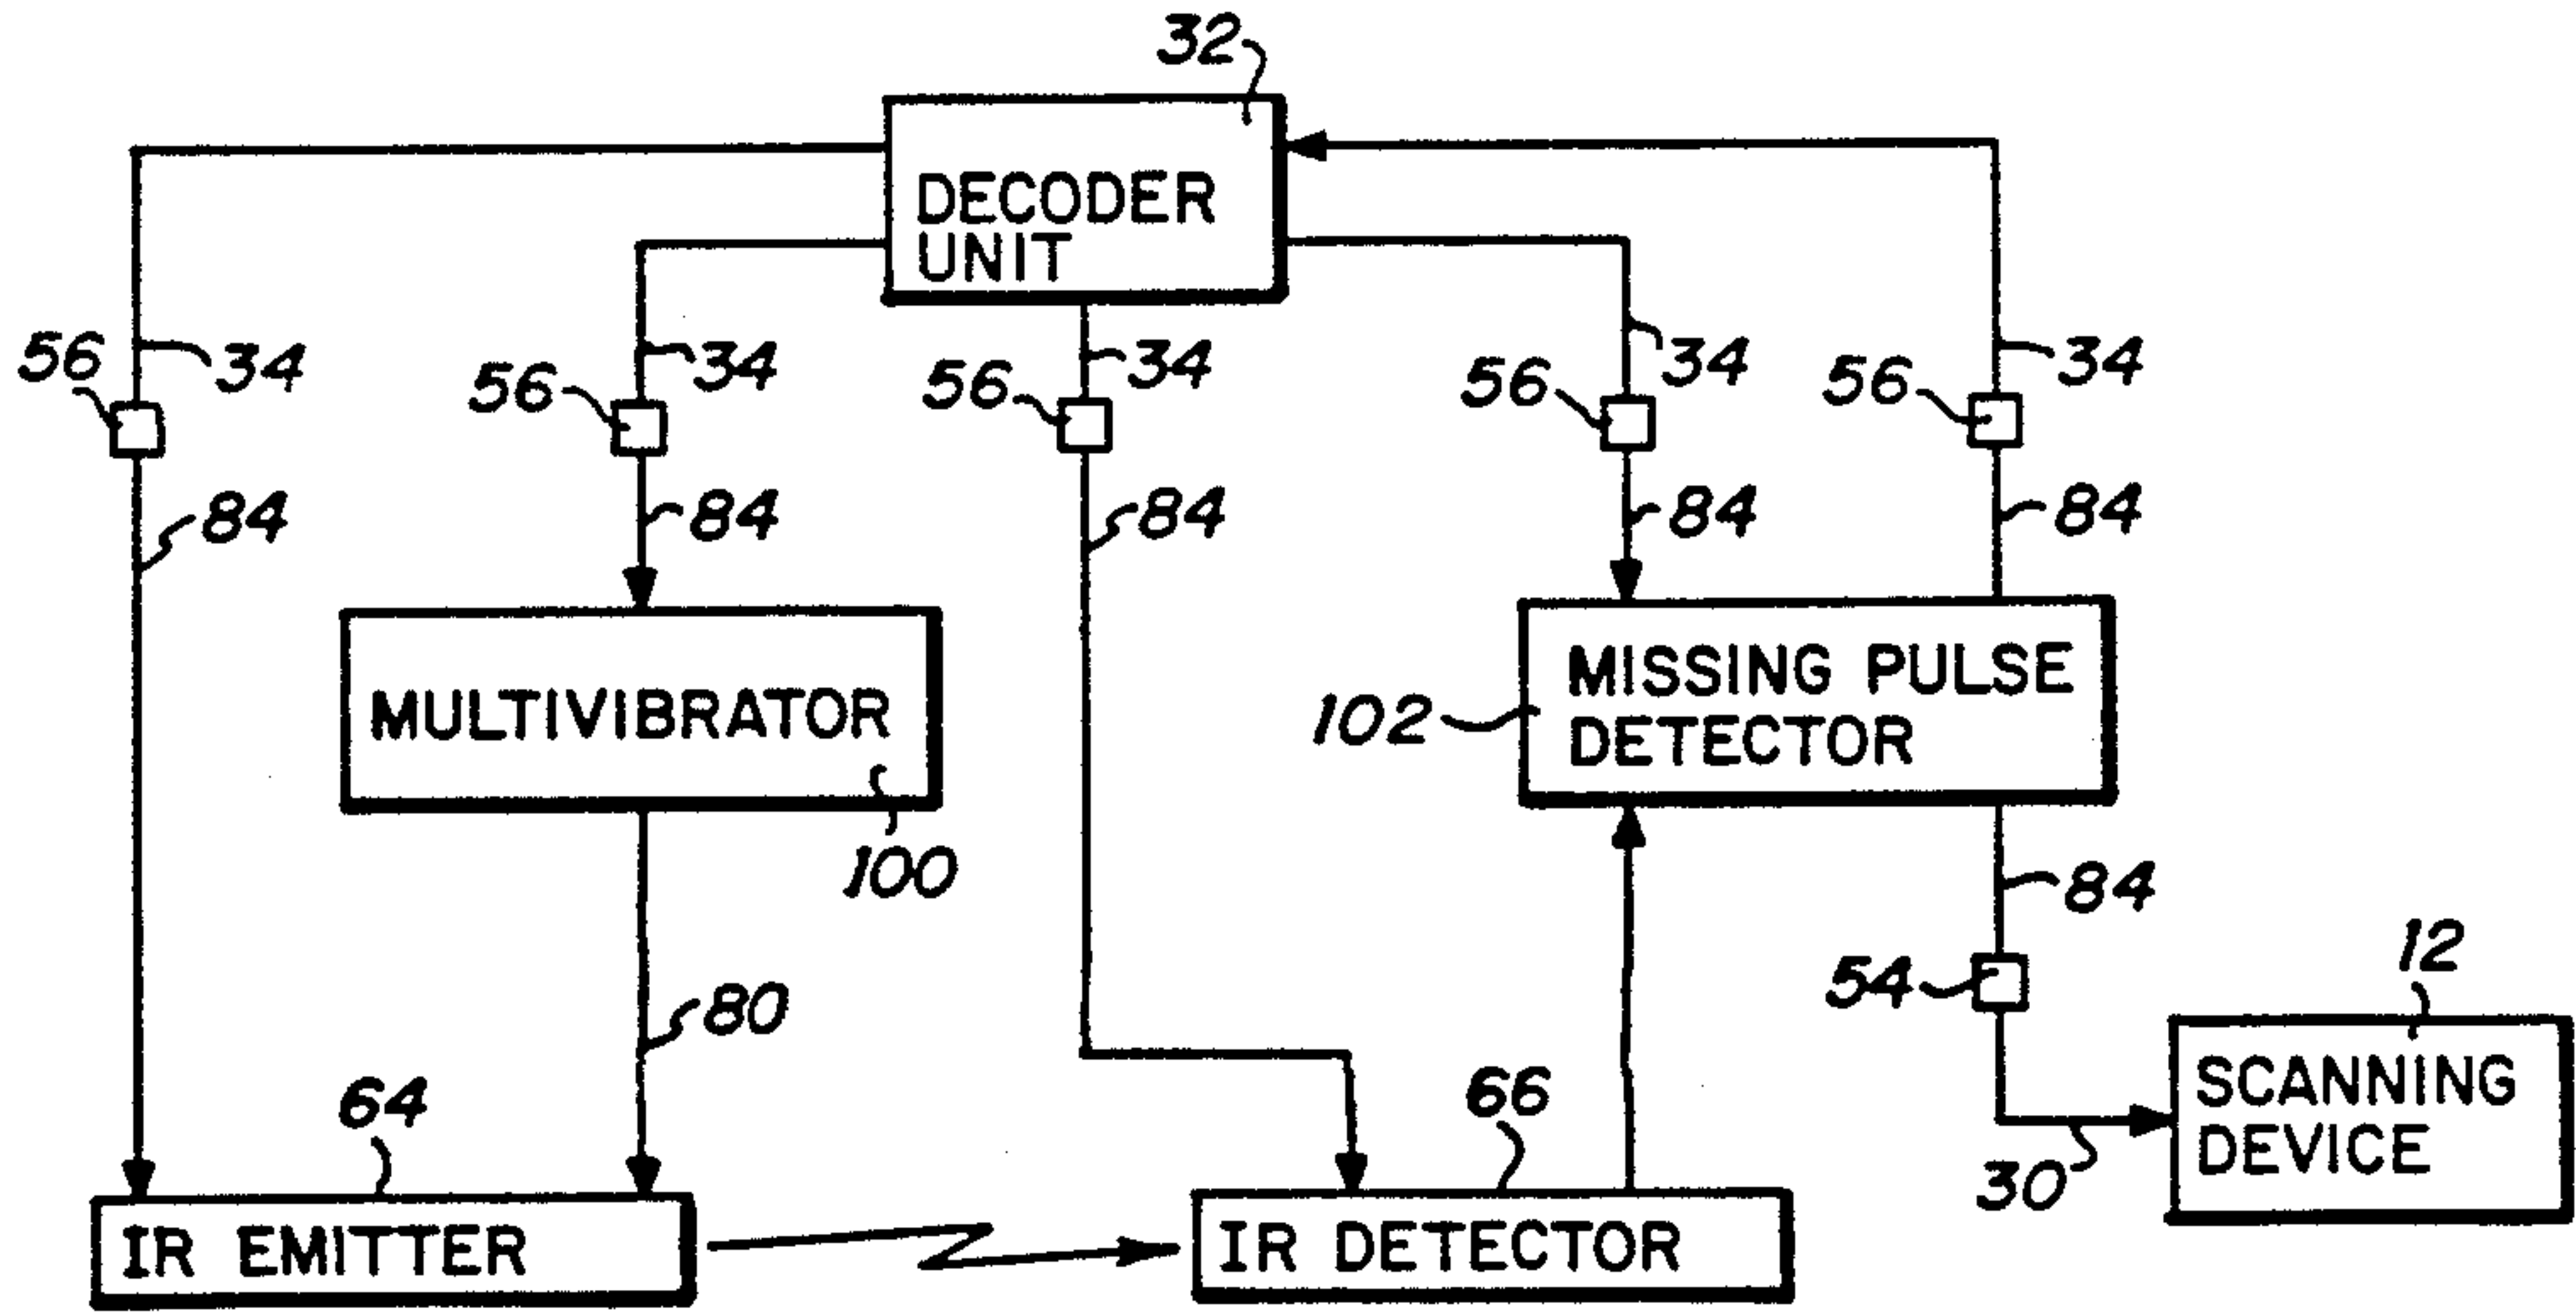 32
DECODER
UNIT
56 34 56 34 56 34 56 34 56 34
84 84 84 84 84
MULTIVIBRATOR
100
102
MISSING PULSE
DETECTOR
84
80
54
12
SCANNING
DEVICE
30
64
IR EMITTER
66
IR DETECTOR